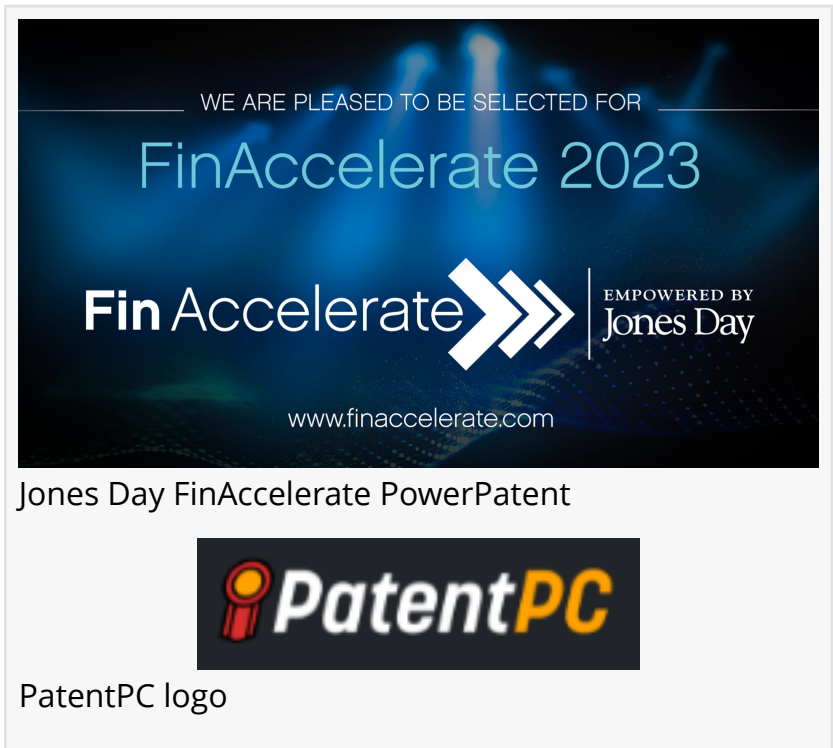 WE ARE PLEASED TO BE SELECTED FOR
FinAccelerate 2023
Fin Accelerate
EMPOWERED BY
Jones Day
www.finaccelerate.com
Jones Day FinAccelerate PowerPatent
PatentPC
PatentPC logo